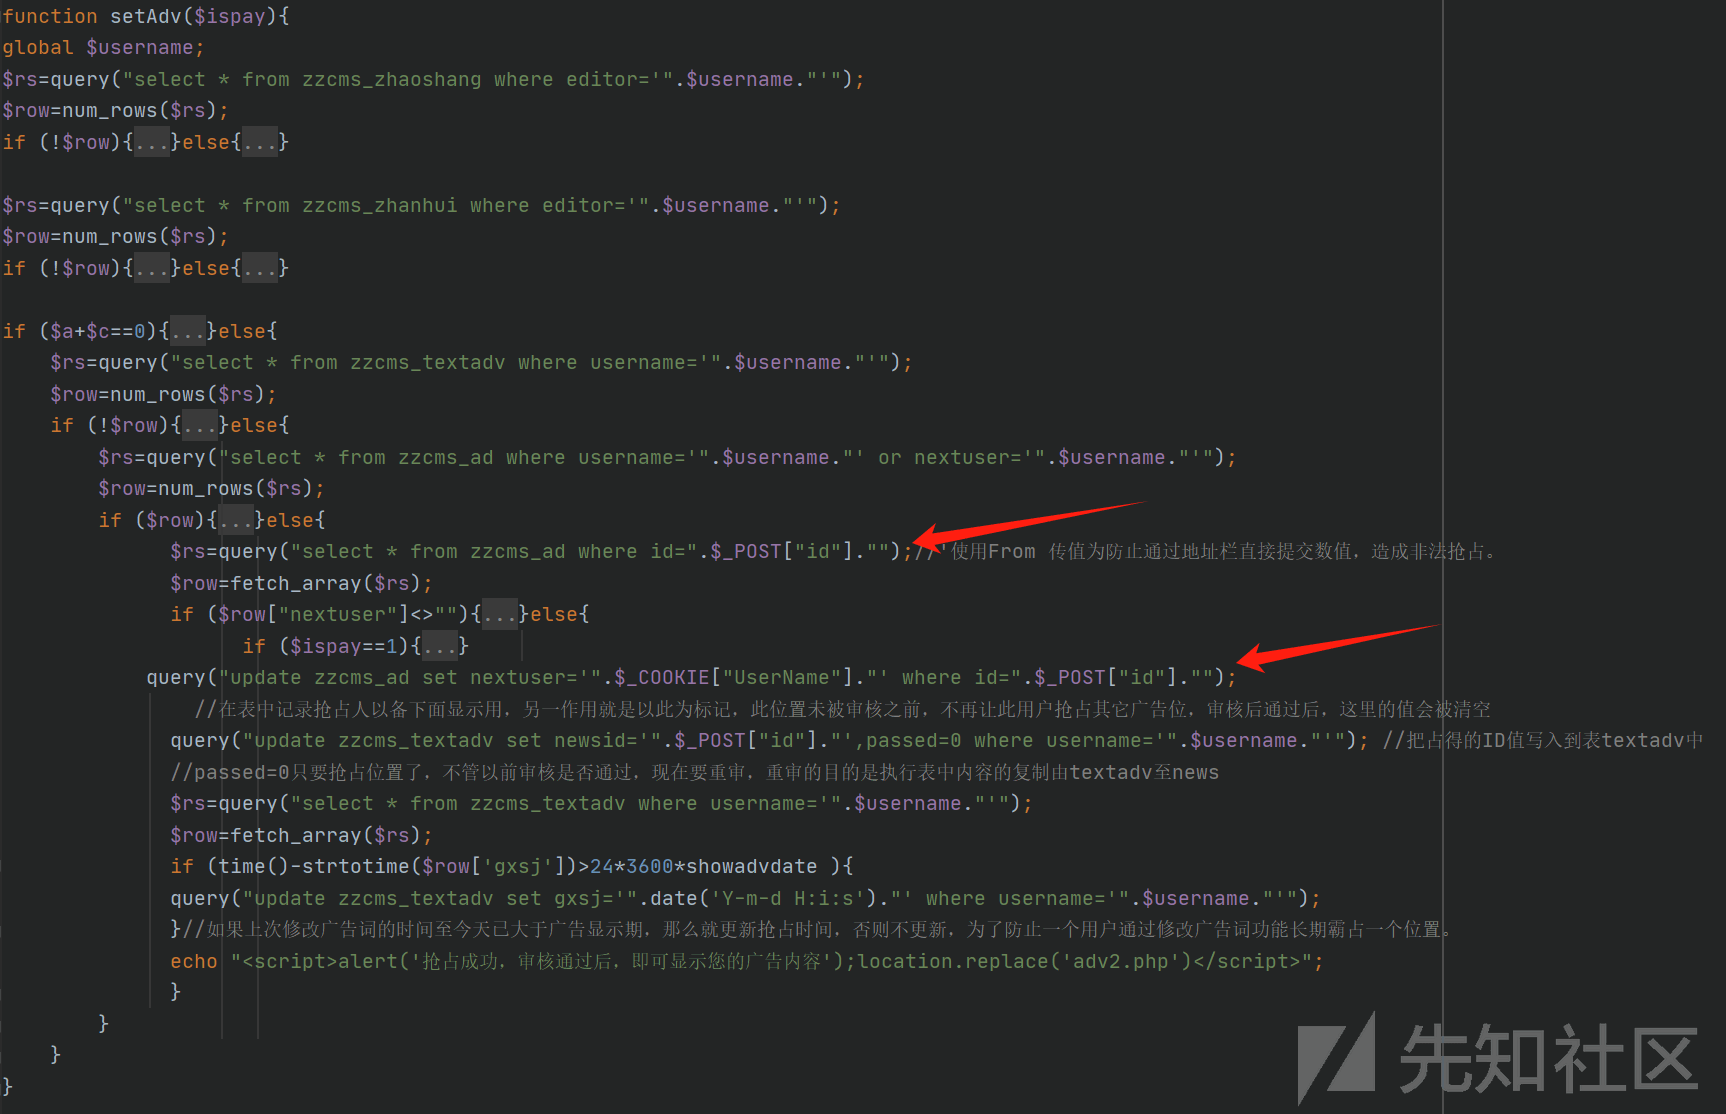 function setAdv($ispay){
global $username;
$rs=query("select * from zzcms_zhaoshang where editor='".$username."'");
$row=num_rows($rs);
if (!$row){...}else{...}
$rs=query("select * from zzcms_zhanhui where editor='".$username."'");
$row=num_rows($rs);
if (!$row){...}else{...}
if ($a+$c==0){...}else{
$rs=query("select * from zzcms_textadv where username='".$username."'");
$row=num_rows($rs);
if (!$row){...}else{
$rs=query("select * from zzcms_ad where username='".$username."' or nextuser='".$username."'");
$row=num_rows($rs);
if ($row){...}else{
$rs=query("select * from zzcms_ad where id=".$_POST["id"]."");//'使用From 传值为防止通过地址栏直接提交数值，造成非法抢占。
$row=fetch_array($rs);
if ($row["nextuser"]<>""){...}else{
if ($ispay==1){...}
query("update zzcms_ad set nextuser='".$_COOKIE["UserName"]."' where id=".$_POST["id"]."");
//在表中记录抢占人以备下面显示用，另一作用就是以此为标记，此位置未被审核之前，不再让此用户抢占其它广告位，审核后通过后，这里的值会被清空
query("update zzcms_textadv set newsid='".$_POST["id"]."',passed=0 where username='".$username."'"); //把占得的ID值写入到表textadv中
//passed=0只要抢占位置了，不管以前审核是否通过，现在要重审，重审的目的是执行表中内容的复制由textadv至news
$rs=query("select * from zzcms_textadv where username='".$username."'");
$row=fetch_array($rs);
if (time()-strtotime($row['gxsj'])>24*3600*showadvdate ){
query("update zzcms_textadv set gxsj='".date('Y-m-d H:i:s')."' where username='".$username."'");
}//如果上次修改广告词的时间至今天已大于广告显示期，那么就更新抢占时间，否则不更新，为了防止一个用户通过修改广告词功能长期霸占一个位置。
echo "<script>alert('抢占成功，审核通过后，即可显示您的广告内容');location.replace('adv2.php')</script>";
}
}
}
}
先知社区